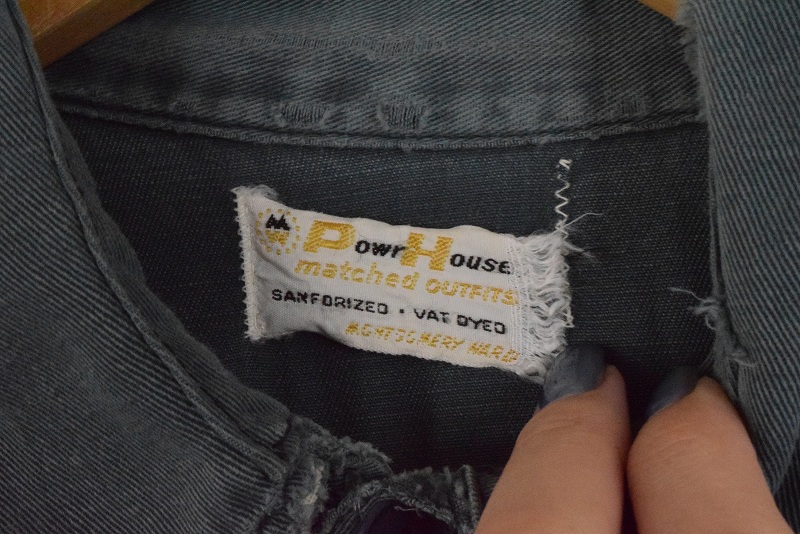 PowrHouse
matched OUTFITS
SANFORIZED • VAT DYED
MONTGOMERY WARD